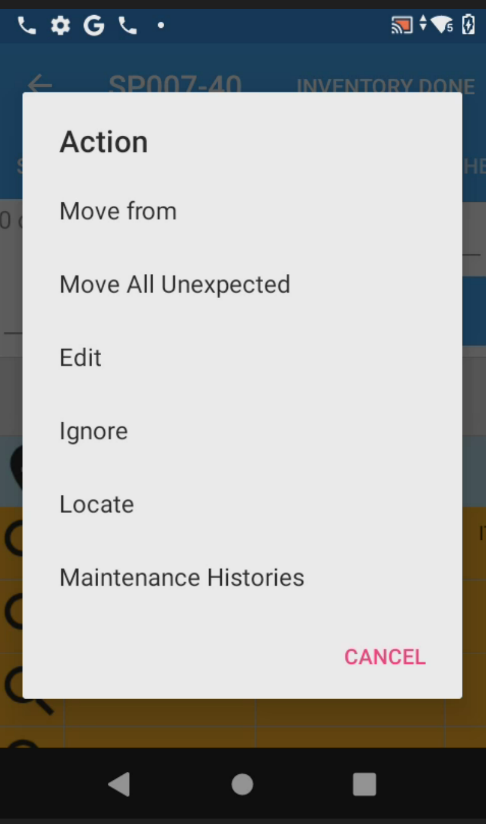 SP007-40
INVENTORY DONE
Action
Move from
Move All Unexpected
Edit
Ignore
Locate
Maintenance Histories
CANCEL